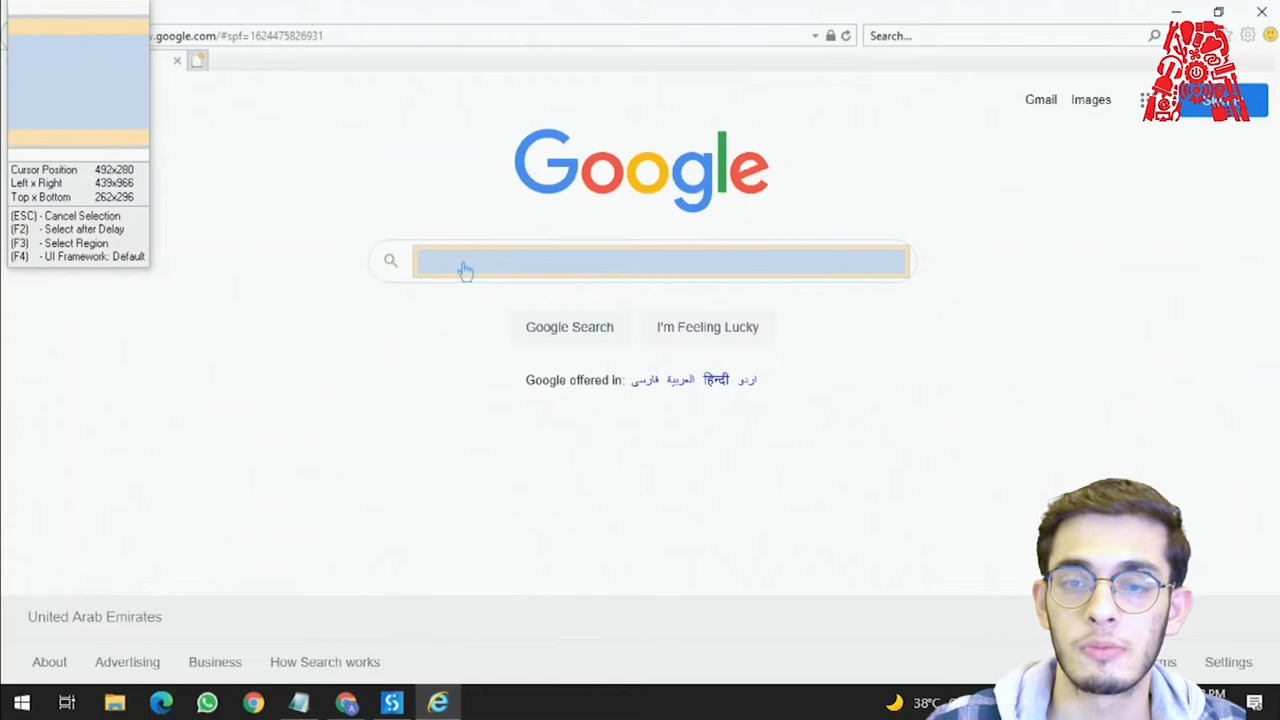 y.google.com/#spf=1624475826931
Search...
Gmail Images
Google
Cursor Position 492x280
Left x Right 439x966
Top x Bottom 262x296
(ESC) - Cancel Selection
(F2) - Select after Delay
(F3) - Select Region
(F4) - UI Framework: Default
Google Search I'm Feeling Lucky
Google offered in: فارسی العربية हिन्दी اردو
United Arab Emirates
About Advertising Business How Search works
Settings
38°C